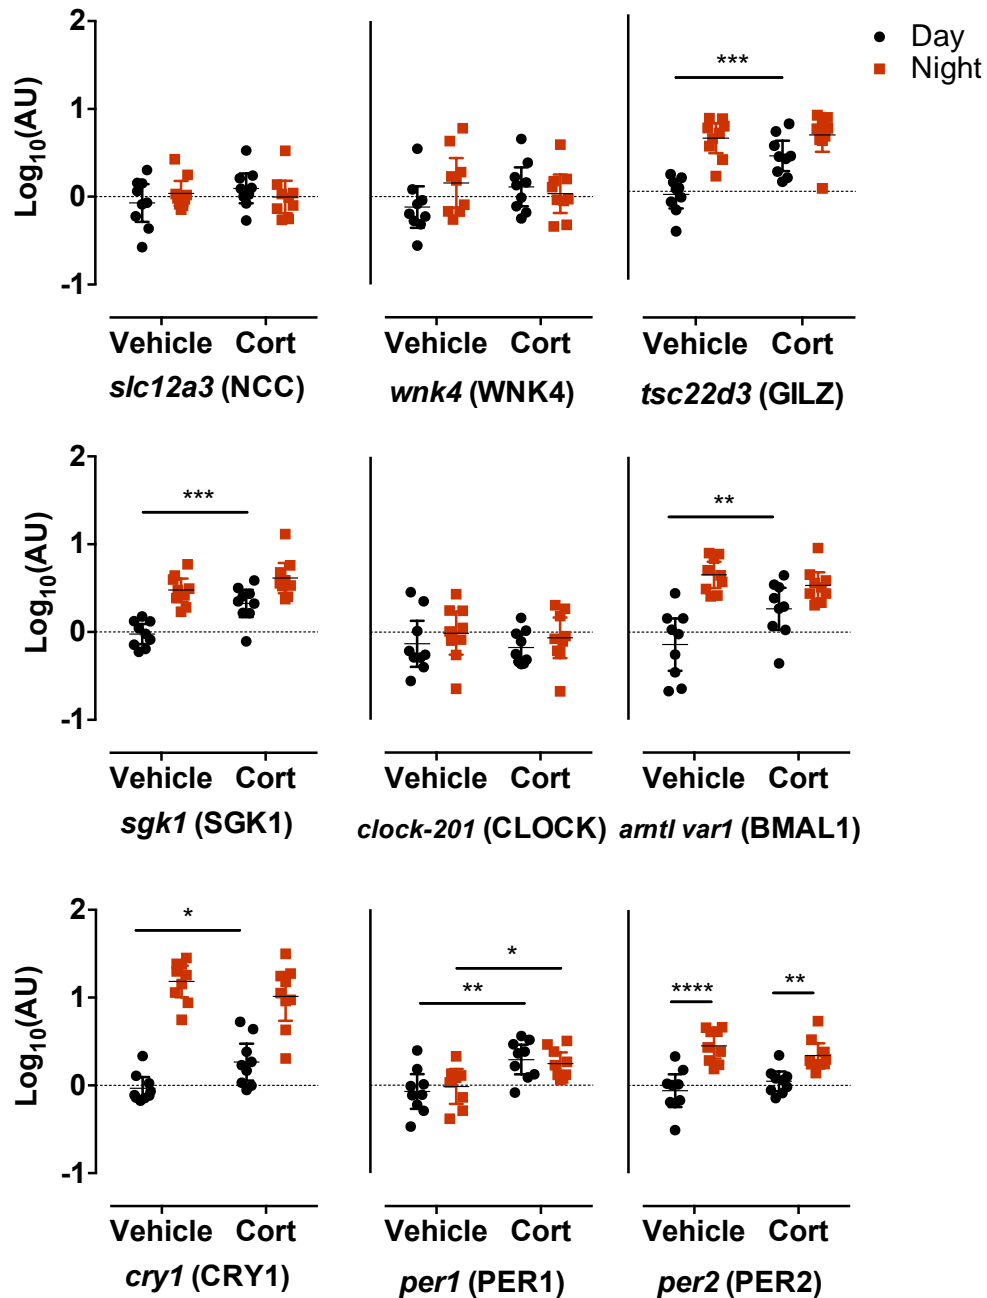 Day
Night
Log10(AU)
2
1
0
-1
***
Vehicle Cort
slc12a3 (NCC)
Vehicle Cort
wnk4 (WNK4)
Vehicle Cort
tsc22d3 (GILZ)
Log10(AU)
2
1
0
-1
***
**
Vehicle Cort
sgk1 (SGK1)
Vehicle Cort
clock-201 (CLOCK)
Vehicle Cort
arntl var1 (BMAL1)
Log10(AU)
2
1
0
-1
*
**
*
****
**
Vehicle Cort
cry1 (CRY1)
Vehicle Cort
per1 (PER1)
Vehicle Cort
per2 (PER2)